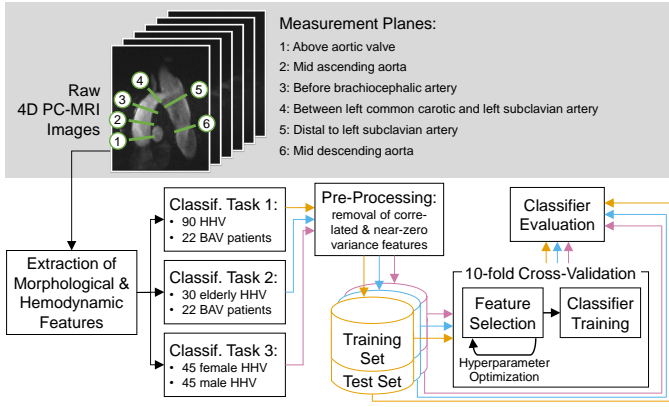 Measurement Planes:
1: Above aortic valve
2: Mid ascending aorta
3: Before brachiocephalic artery
4: Between left common carotic and left subclavian artery
5: Distal to left subclavian artery
6: Mid descending aorta
Raw
4D PC-MRI
Images
4
3
5
2
6
1
Extraction of
Morphological &
Hemodynamic
Features
Classif. Task 1:
• 90 HHV
• 22 BAV patients
Classif. Task 2:
• 30 elderly HHV
• 22 BAV patients
Classif. Task 3:
• 45 female HHV
• 45 male HHV
Pre-Processing:
removal of corre-
lated & near-zero
variance features
Training
Set
Test Set
Classifier
Evaluation
10-fold Cross-Validation
Feature
Selection
Classifier
Training
Hyperparameter
Optimization